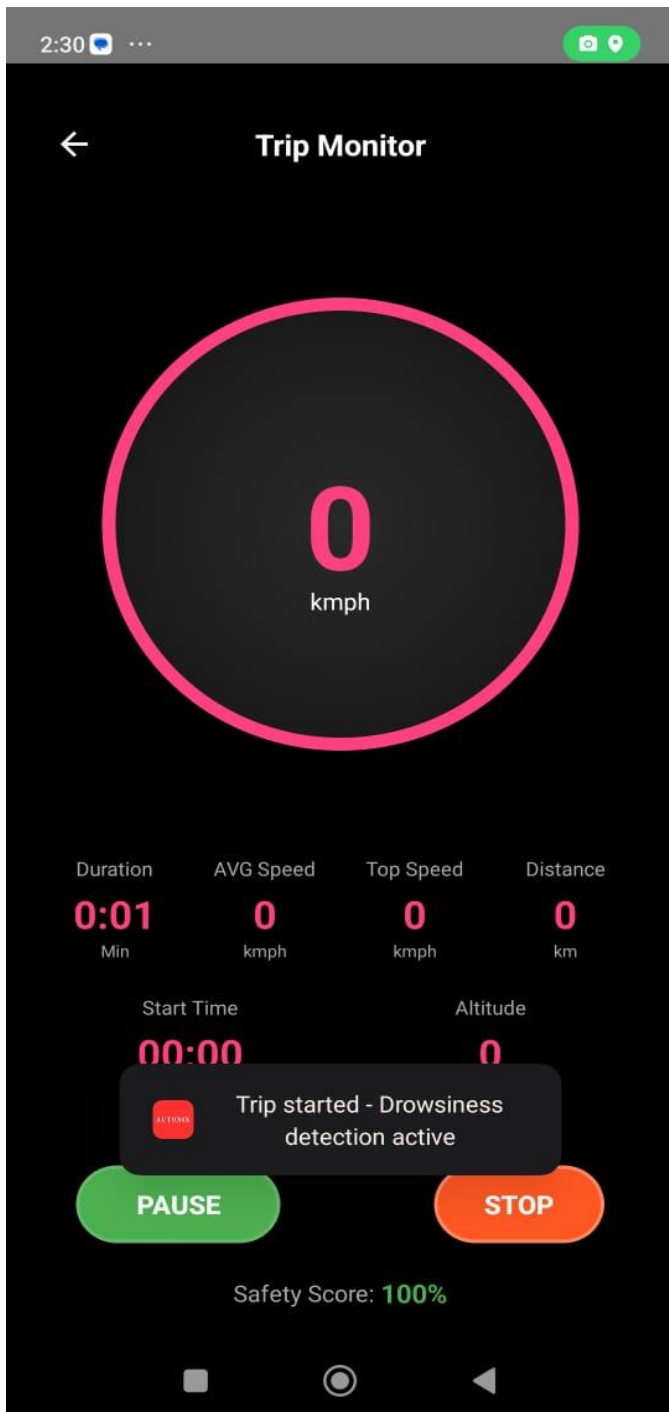 2:30 ...
Trip Monitor
0
kmph
Duration AVG Speed Top Speed Distance
0:01 0 0 0
Min kmph kmph km
Start Time Altitude
00:00 0
Trip started - Drowsiness
detection active
PAUSE STOP
Safety Score: 100%